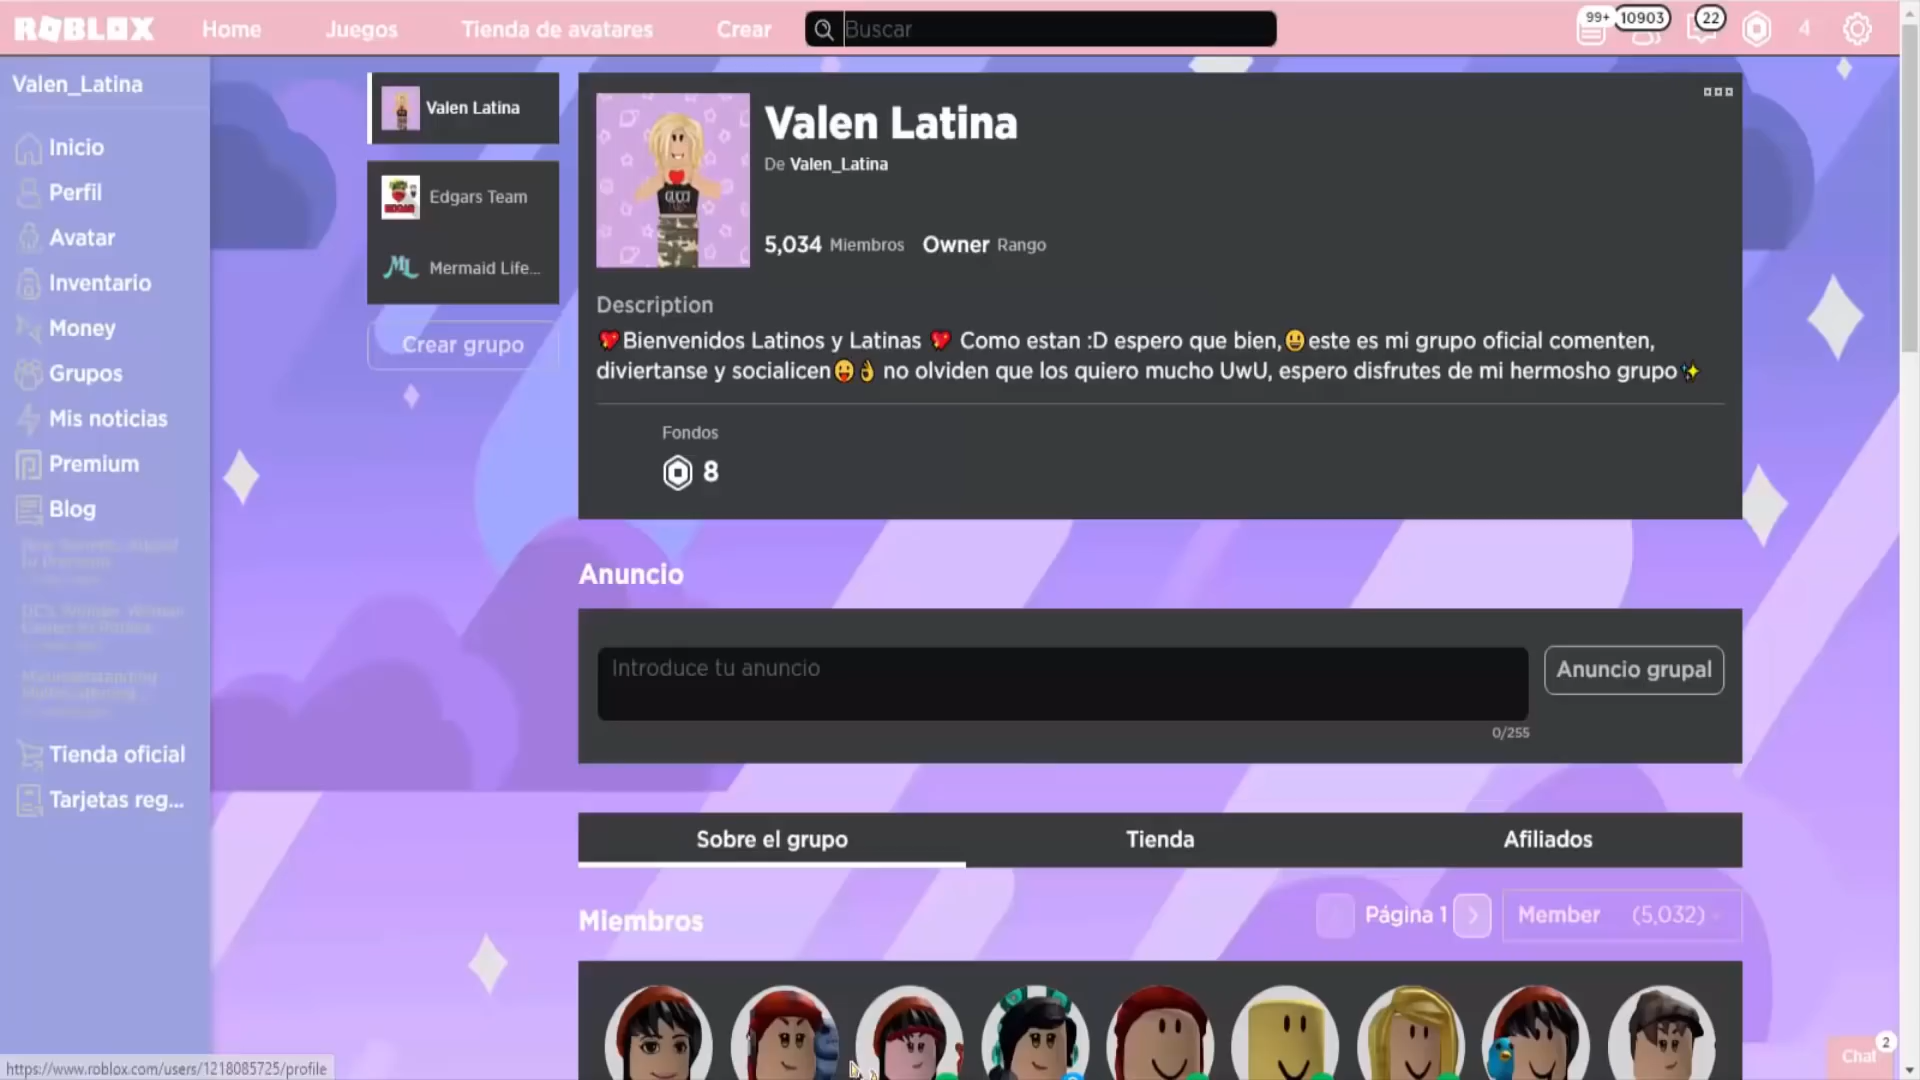 ROBLOX
Home
Juegos
Tienda de avatares
Crear
Buscar
99+
10903
22
4
Valen_Latina
Inicio
Perfil
Avatar
Inventario
Money
Grupos
Mis noticias
Premium
Blog
Tienda oficial
Tarjetas reg...
Valen Latina
Edgars Team
ML Mermaid Life...
Crear grupo
Valen Latina
De Valen_Latina
5,034 Miembros Owner Rango
GUCCI
Description
💖Bienvenidos Latinos y Latinas 💖 Como estan :D espero que bien,😃este es mi grupo oficial comenten,
diviertanse y socialicen😛👌 no olviden que los quiero mucho UwU, espero disfrutes de mi hermosho grupo✨
Fondos
8
Anuncio
Introduce tu anuncio
Anuncio grupal
0/255
Sobre el grupo
Tienda
Afiliados
Miembros
Página 1
Member (5,032)
Chat
2
https://www.roblox.com/users/1218085725/profile